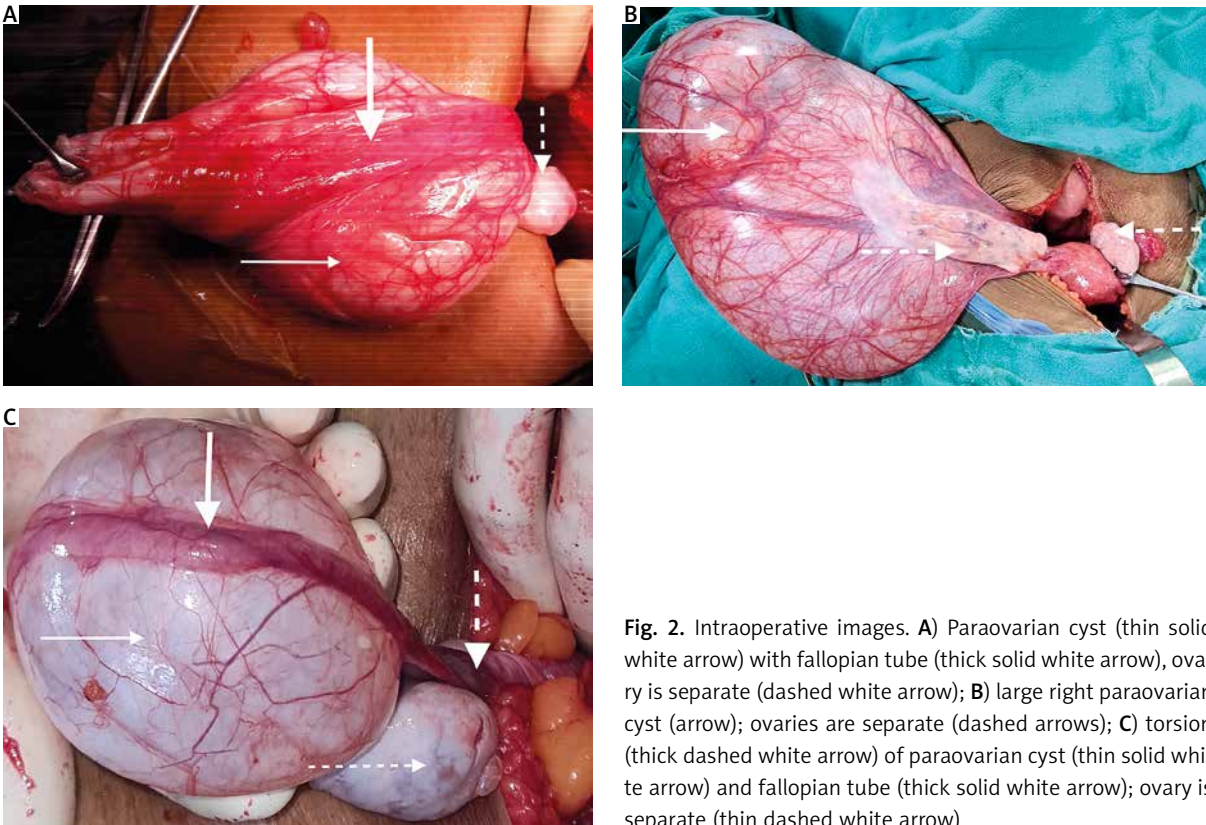 A
B
C
Fig. 2. Intraoperative images. A) Paraovarian cyst (thin solid
white arrow) with fallopian tube (thick solid white arrow), ova
ry is separate (dashed white arrow); B) large right paraovarian
cyst (arrow); ovaries are separate (dashed arrows); C) torsion
(thick dashed white arrow) of paraovarian cyst (thin solid whi
te arrow) and fallopian tube (thick solid white arrow); ovary is
separate (thin dashed white arrow)